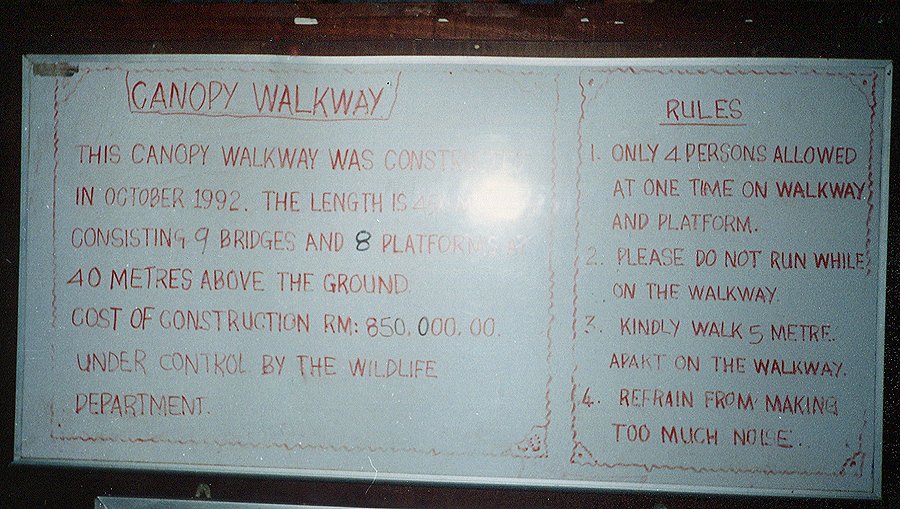 CANOPY WALKWAY
THIS CANOPY WALKWAY WAS
IN OCTOBER 1992. THE LENGTH IS
CONSISTING 9 BRIDGES AND 8 PLATFORMS
40 METRES ABOVE THE GROUND
COST OF CONSTRUCTION RM: 850,000.00.
UNDER CONTROL BY THE WILDLIFE
DEPARTMENT.
RULES
1. ONLY 4 PERSONS ALLOWED
AT ONE TIME ON WALKWAY
AND PLATFORM.
2. PLEASE DO NOT RUN WHILE
ON THE WALKWAY.
3. KINDLY WALK 5 METRE.
APART ON THE WALKWAY.
4. REFRAIN FROM MAKING
TOO MUCH NOISE.